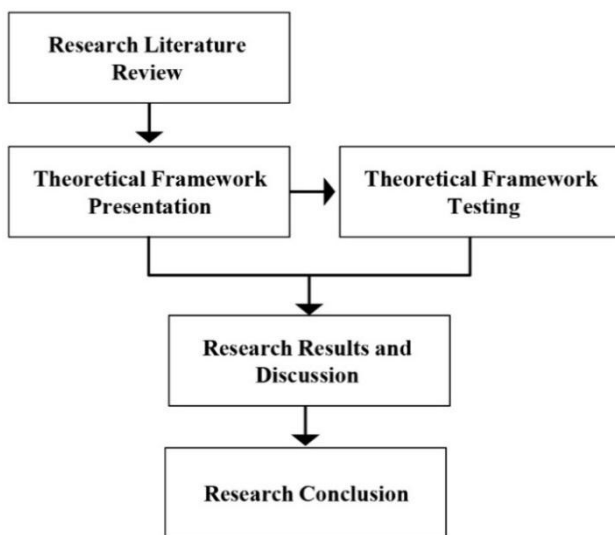 Research Literature
Review
Theoretical Framework
Presentation
Theoretical Framework
Testing
Research Results and
Discussion
Research Conclusion